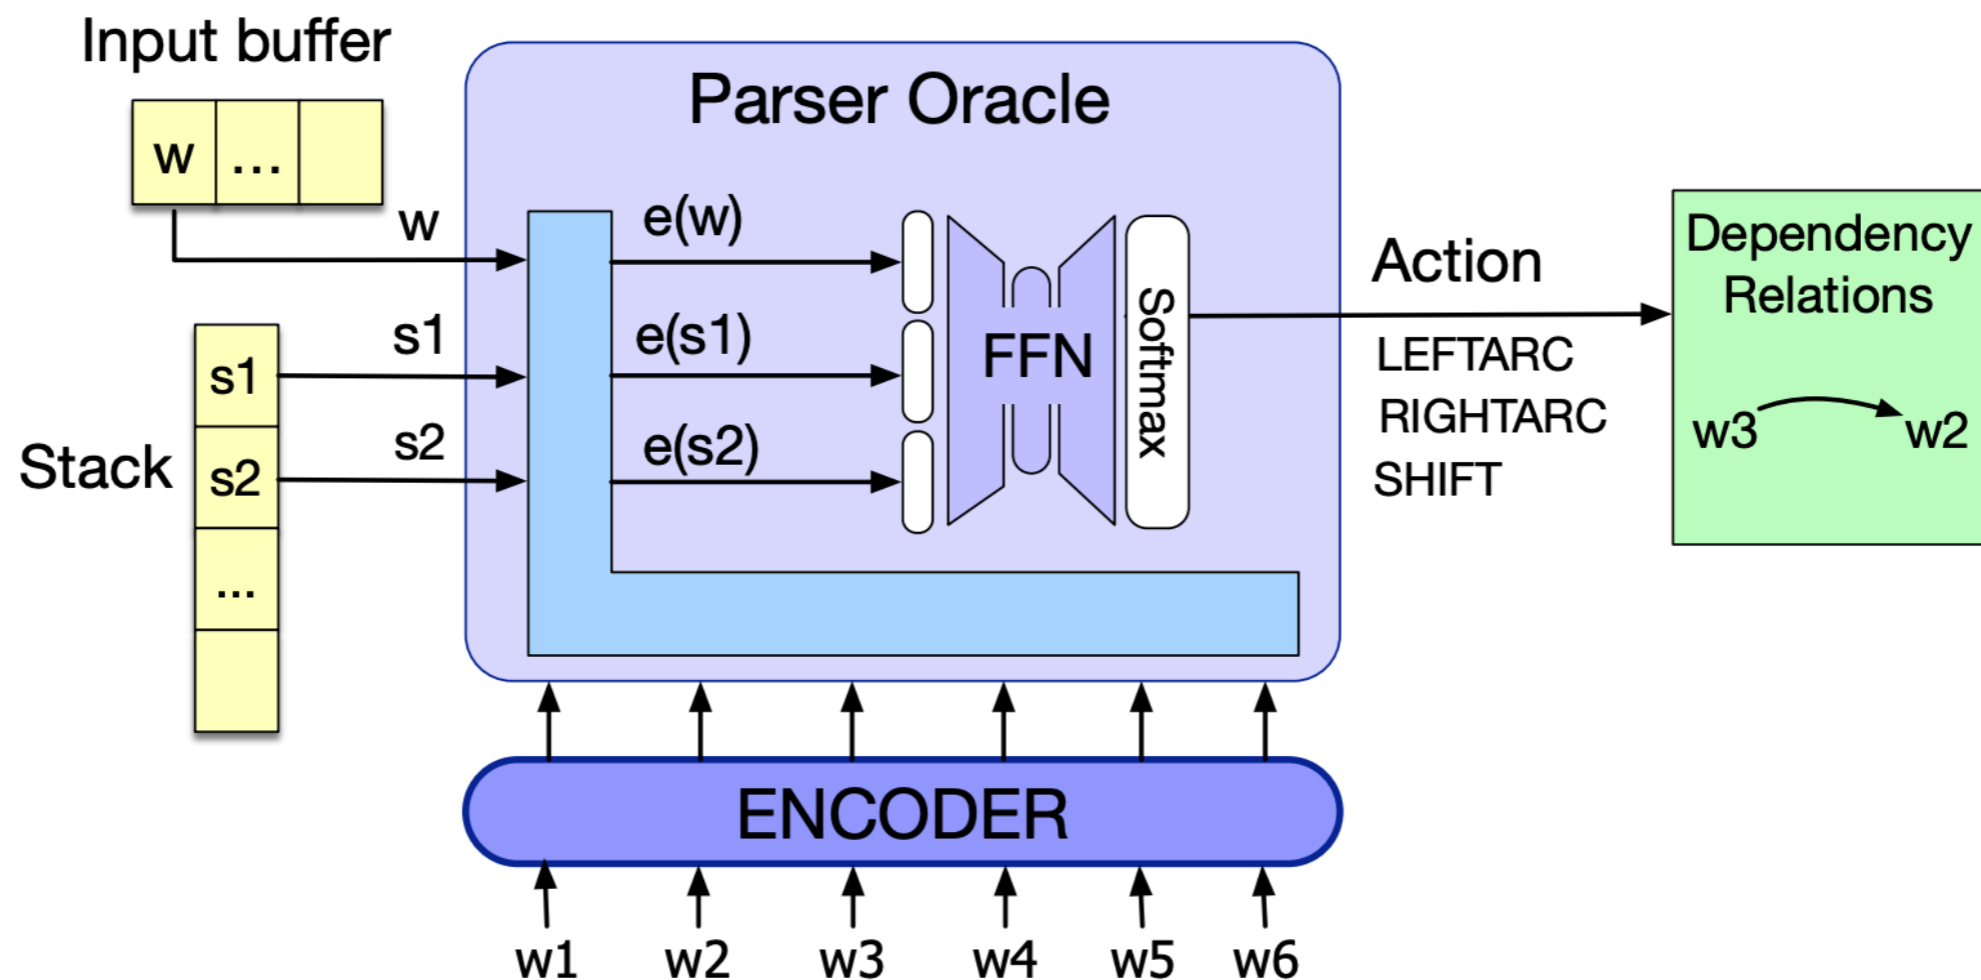 Input buffer
w
...
Parser Oracle
w
e(w)
s1
e(s1)
s2
e(s2)
Stack
s1
s2
...
FFN
Softmax
Action
LEFTARC
RIGHTARC
SHIFT
Dependency
Relations
w3 w2
ENCODER
w1 w2 w3 w4 w5 w6